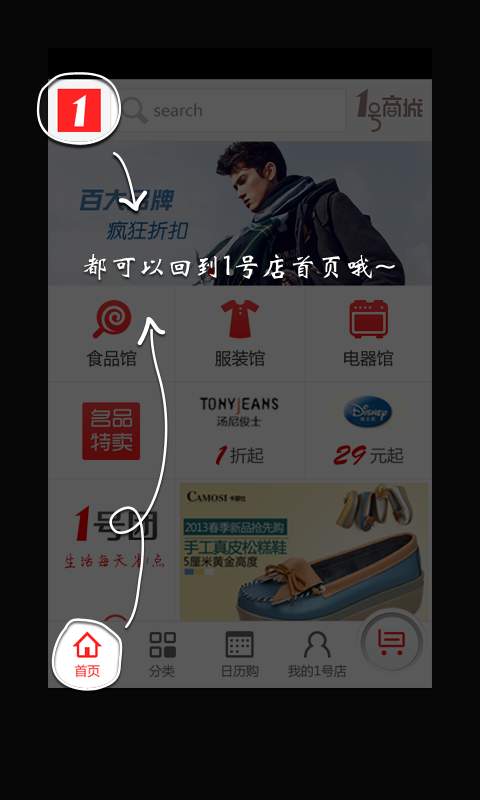 1
search
1号商城
百大品牌
疯狂折扣
都可以回到1号店首页哦~
食品馆
服装馆
电器馆
名品
特卖
TONYJEANS
汤尼俊士
1折起
Disney
29元起
1号团
生活每天省点
CAMOSI 卡慕仕
2013春季新品抢先购
手工真皮松糕鞋
5厘米黄金高度
首页
分类
日历购
我的1号店